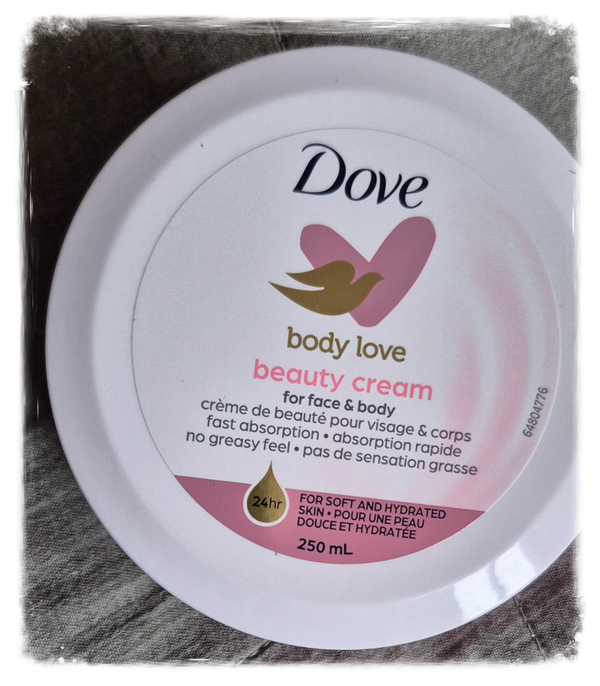 Dove
body love
beauty cream
for face & body
crème de beauté pour visage & corps
fast absorption • absorption rapide
no greasy feel • pas de sensation grasse
24hr
FOR SOFT AND HYDRATED
SKIN • POUR UNE PEAU
DOUCE ET HYDRATÉE
250 mL
64804776